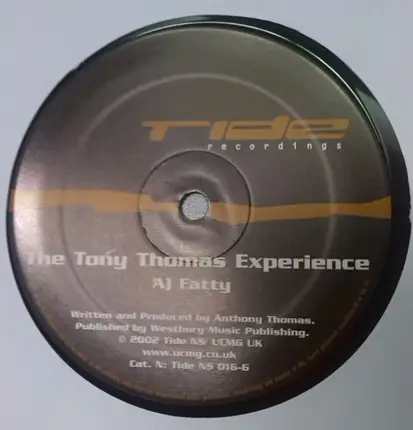 Tide
recordings
The Tony Thomas Experience
A) Fatty
Written and Produced by Anthony Thomas.
Published by Westbury Music Publishing.
℗ 2002 Tide NS/ UCMG UK
www.ucmg.co.uk
Cat. N: Tide NS 016-6